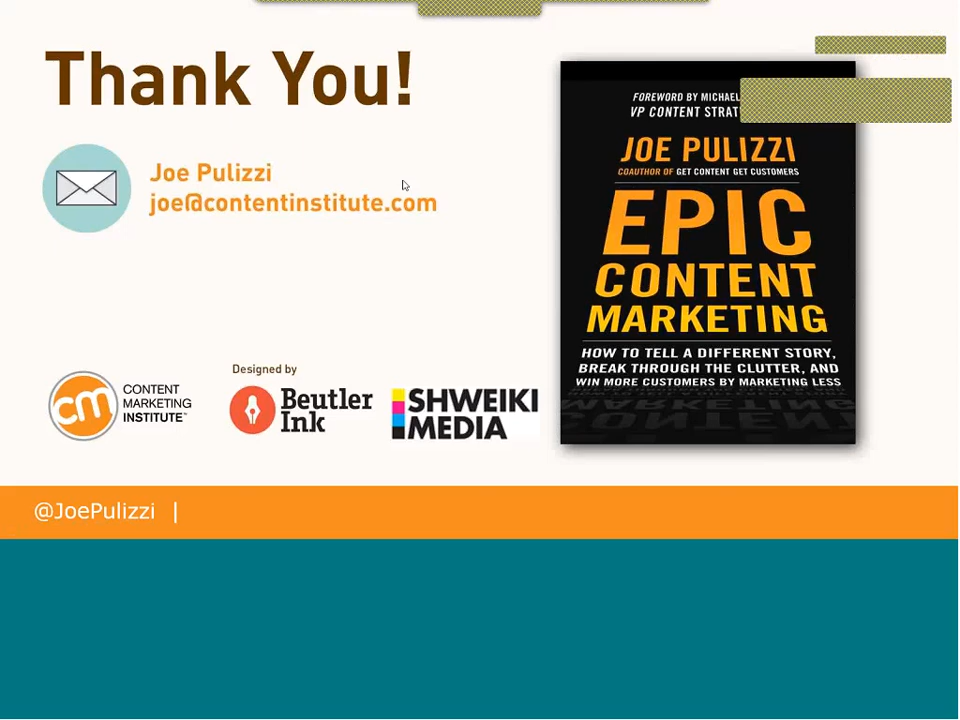 Thank You!
Joe Pulizzi
joe@contentinstitute.com
FOREWORD BY MICHAEL
VP CONTENT
JOE PULIZZI
COAUTHOR OF GET CONTENT GET CUSTOMERS
EPIC
CONTENT
MARKETING
HOW TO TELL A DIFFERENT STORY,
BREAK THROUGH THE CLUTTER, AND
WIN MORE CUSTOMERS BY MARKETING LESS
Designed by
cm
CONTENT
MARKETING
INSTITUTE™
Beutler
Ink
SHWEIKI
MEDIA
@JoePulizzi |